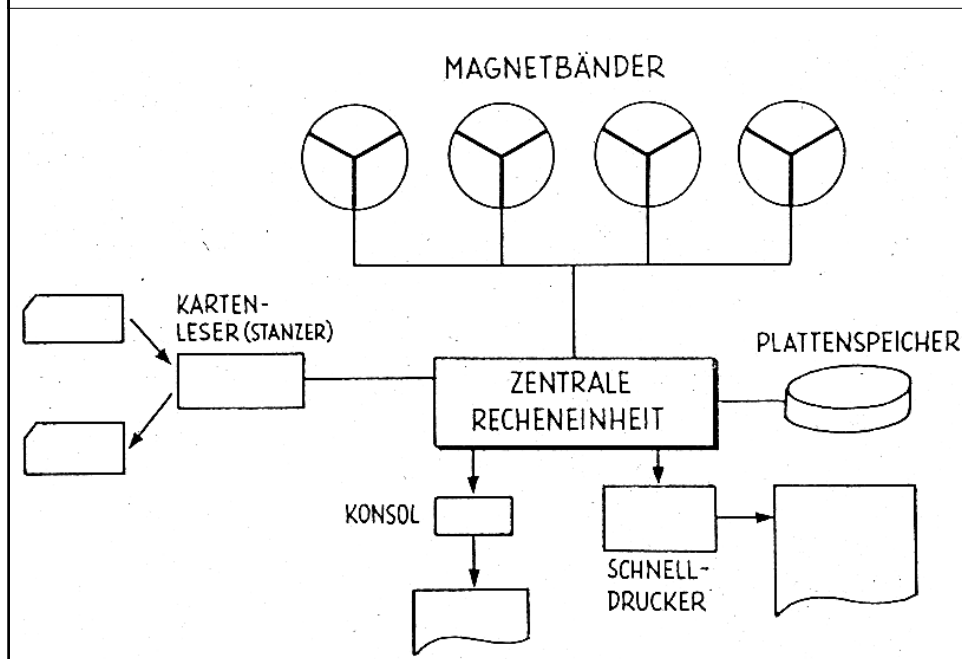 MAGNETBÄNDER
KARTEN-
LESER (STANZER)
PLATTENSPEICHER
ZENTRALE
RECHENEINHEIT
KONSOL
SCHNELL-
DRUCKER